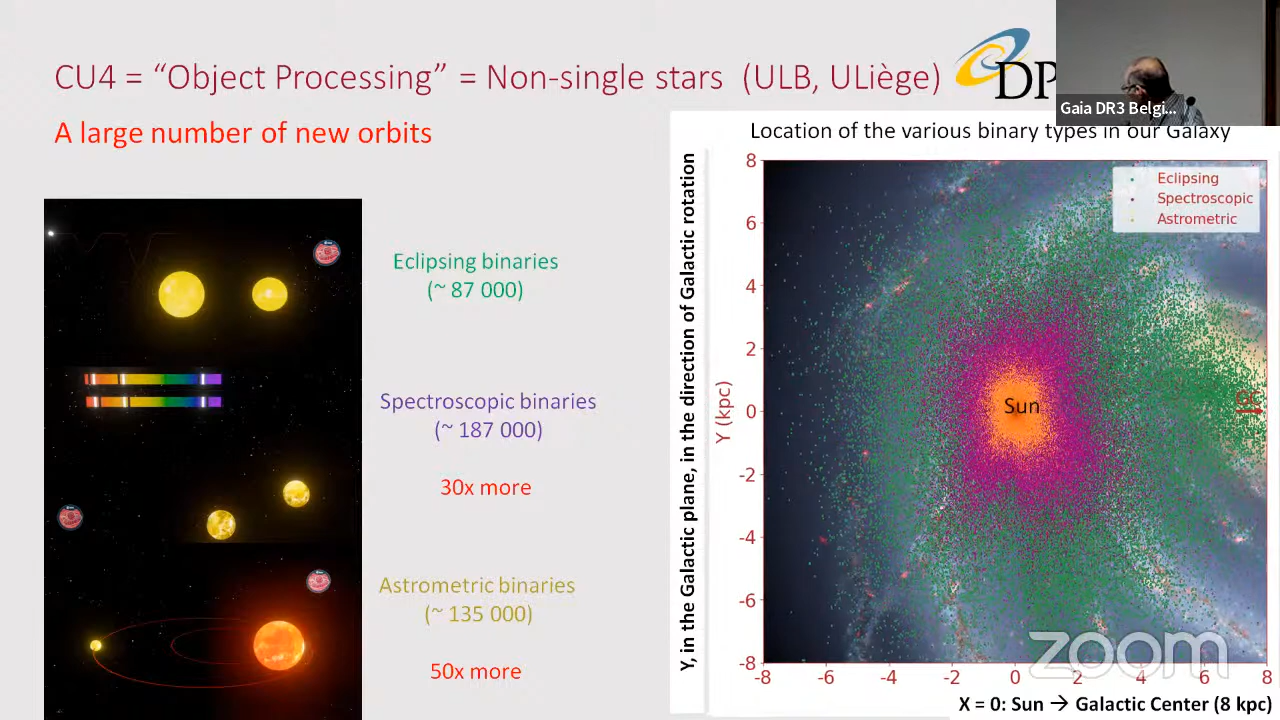 CU4 = “Object Processing” = Non-single stars (ULB, ULiège)
DP
Gaia DR3 Belgi...
A large number of new orbits
Eclipsing binaries
(~ 87 000)
Spectroscopic binaries
(~ 187 000)
30x more
Astrometric binaries
(~ 135 000)
50x more
Location of the various binary types in our Galaxy
Y, in the Galactic plane, in the direction of Galactic rotation
Y (kpc)
8
6
4
2
0
-2
-4
-6
-8
Eclipsing
Spectroscopic
Astrometric
Sun
GC
zoom
-8 -6 -4 -2 0 2 4 6 8
X = 0: Sun → Galactic Center (8 kpc)